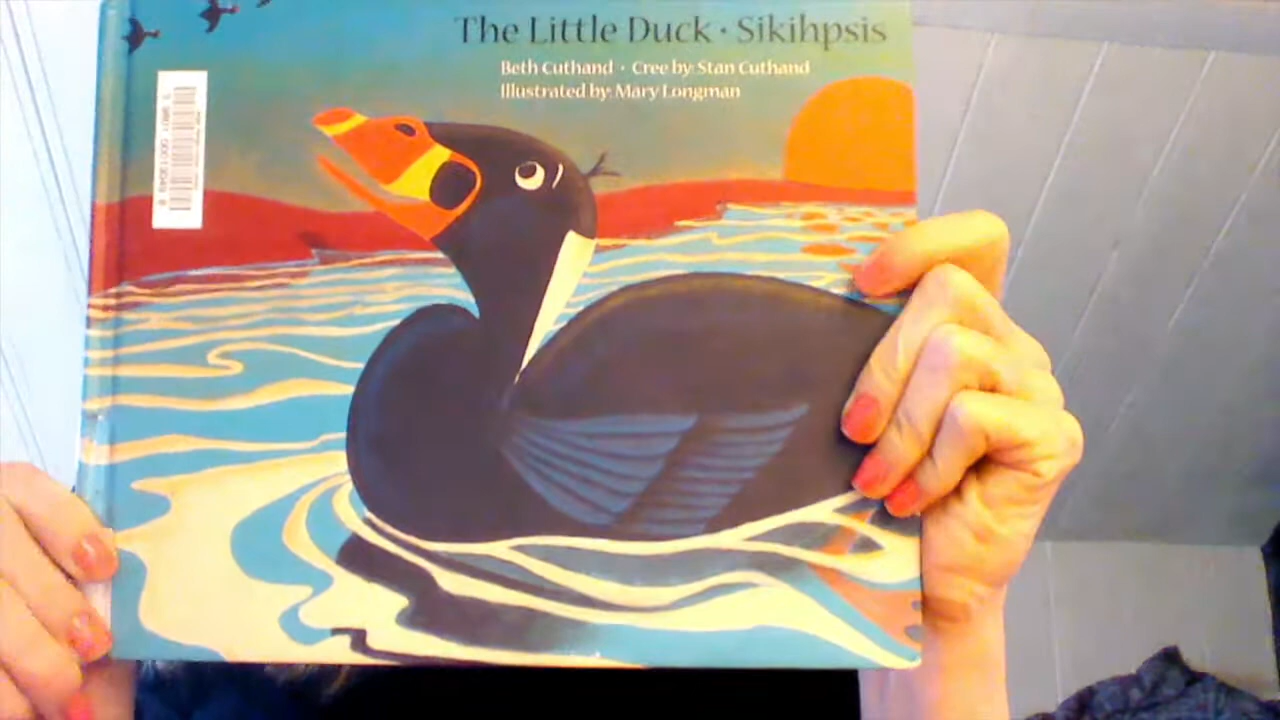 The Little Duck · Sikihpsis
Beth Cuthand · Cree by: Stan Cuthand
Illustrated by: Mary Longman